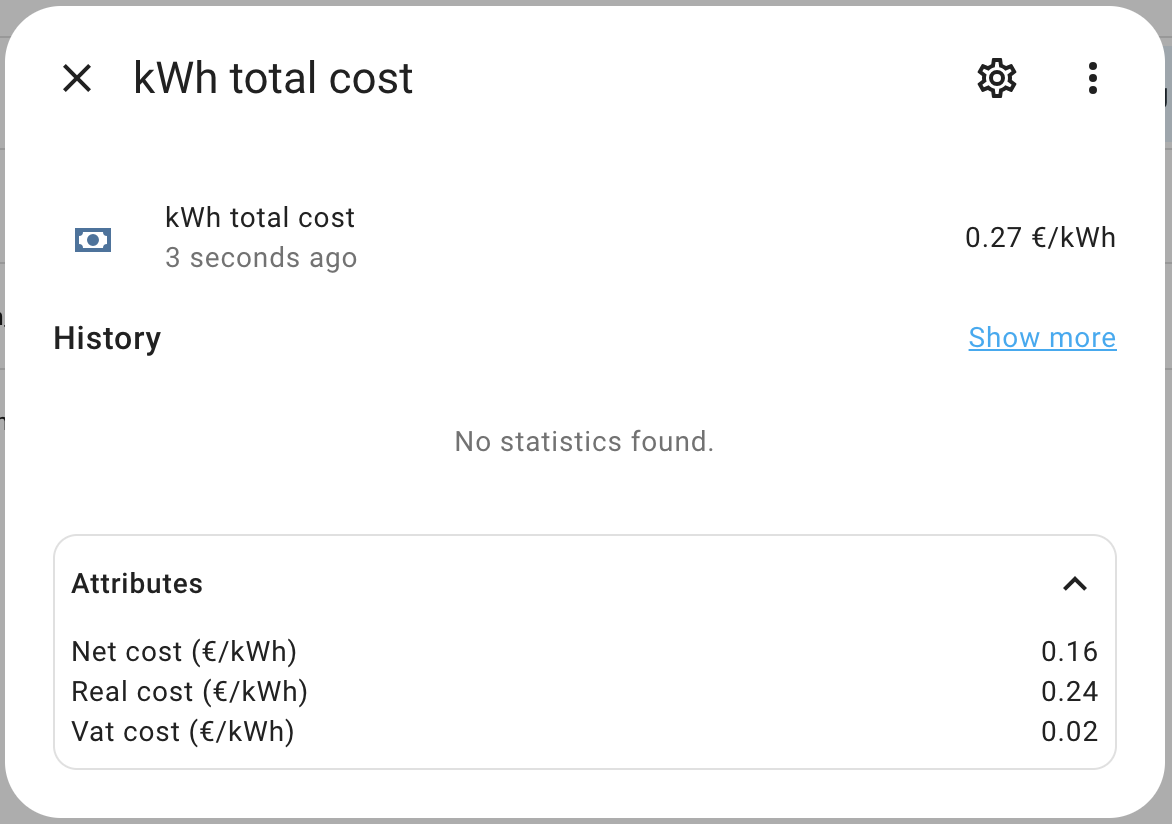 kWh total cost
kWh total cost
3 seconds ago
0.27 €/kWh
History
Show more
No statistics found.
Attributes
Net cost (€/kWh) 0.16
Real cost (€/kWh) 0.24
Vat cost (€/kWh) 0.02